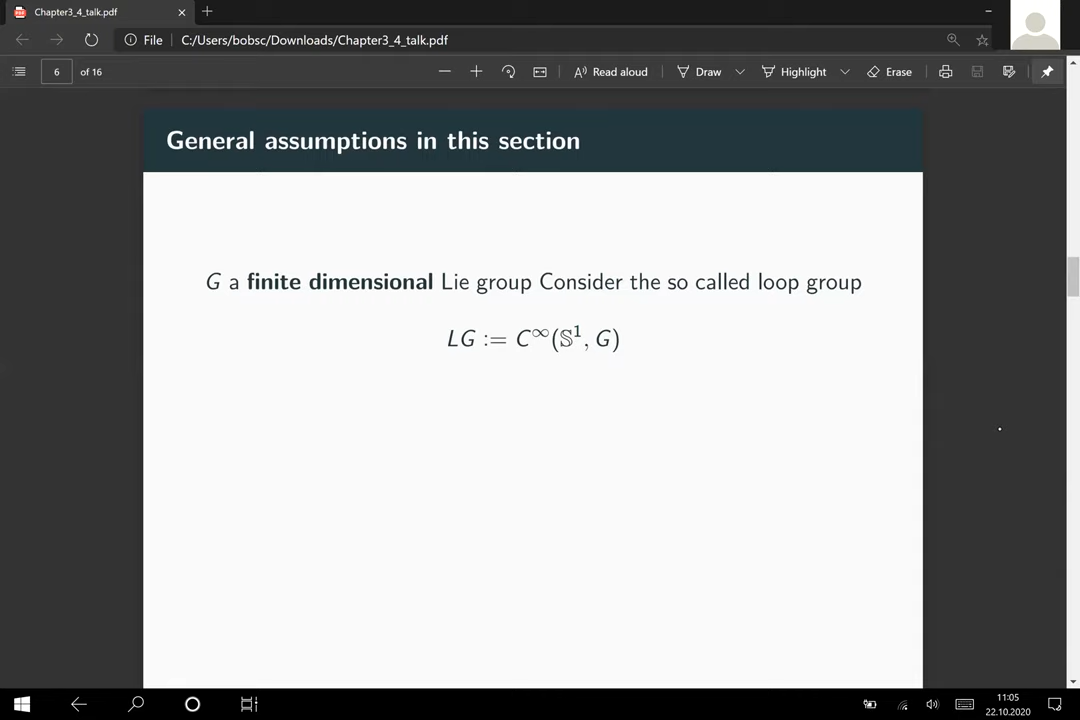 Chapter3_4_talk.pdf
File C:/Users/bobsc/Downloads/Chapter3_4_talk.pdf
6 of 16 Read aloud Draw Highlight Erase
General assumptions in this section
G a finite dimensional Lie group Consider the so called loop group
LG := C^∞(𝕊¹, G)
11:05
22.10.2020